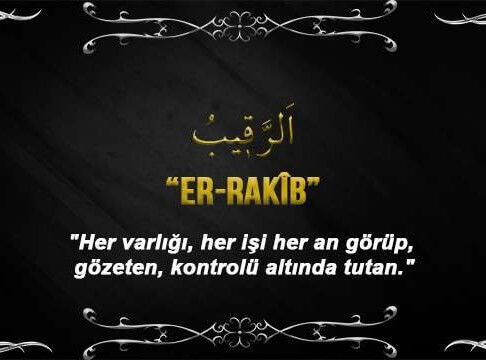 اَلرَّقِيبُ
“ER-RAKÎB”
"Her varlığı, her işi her an görüp,
gözeten, kontrolü altında tutan."